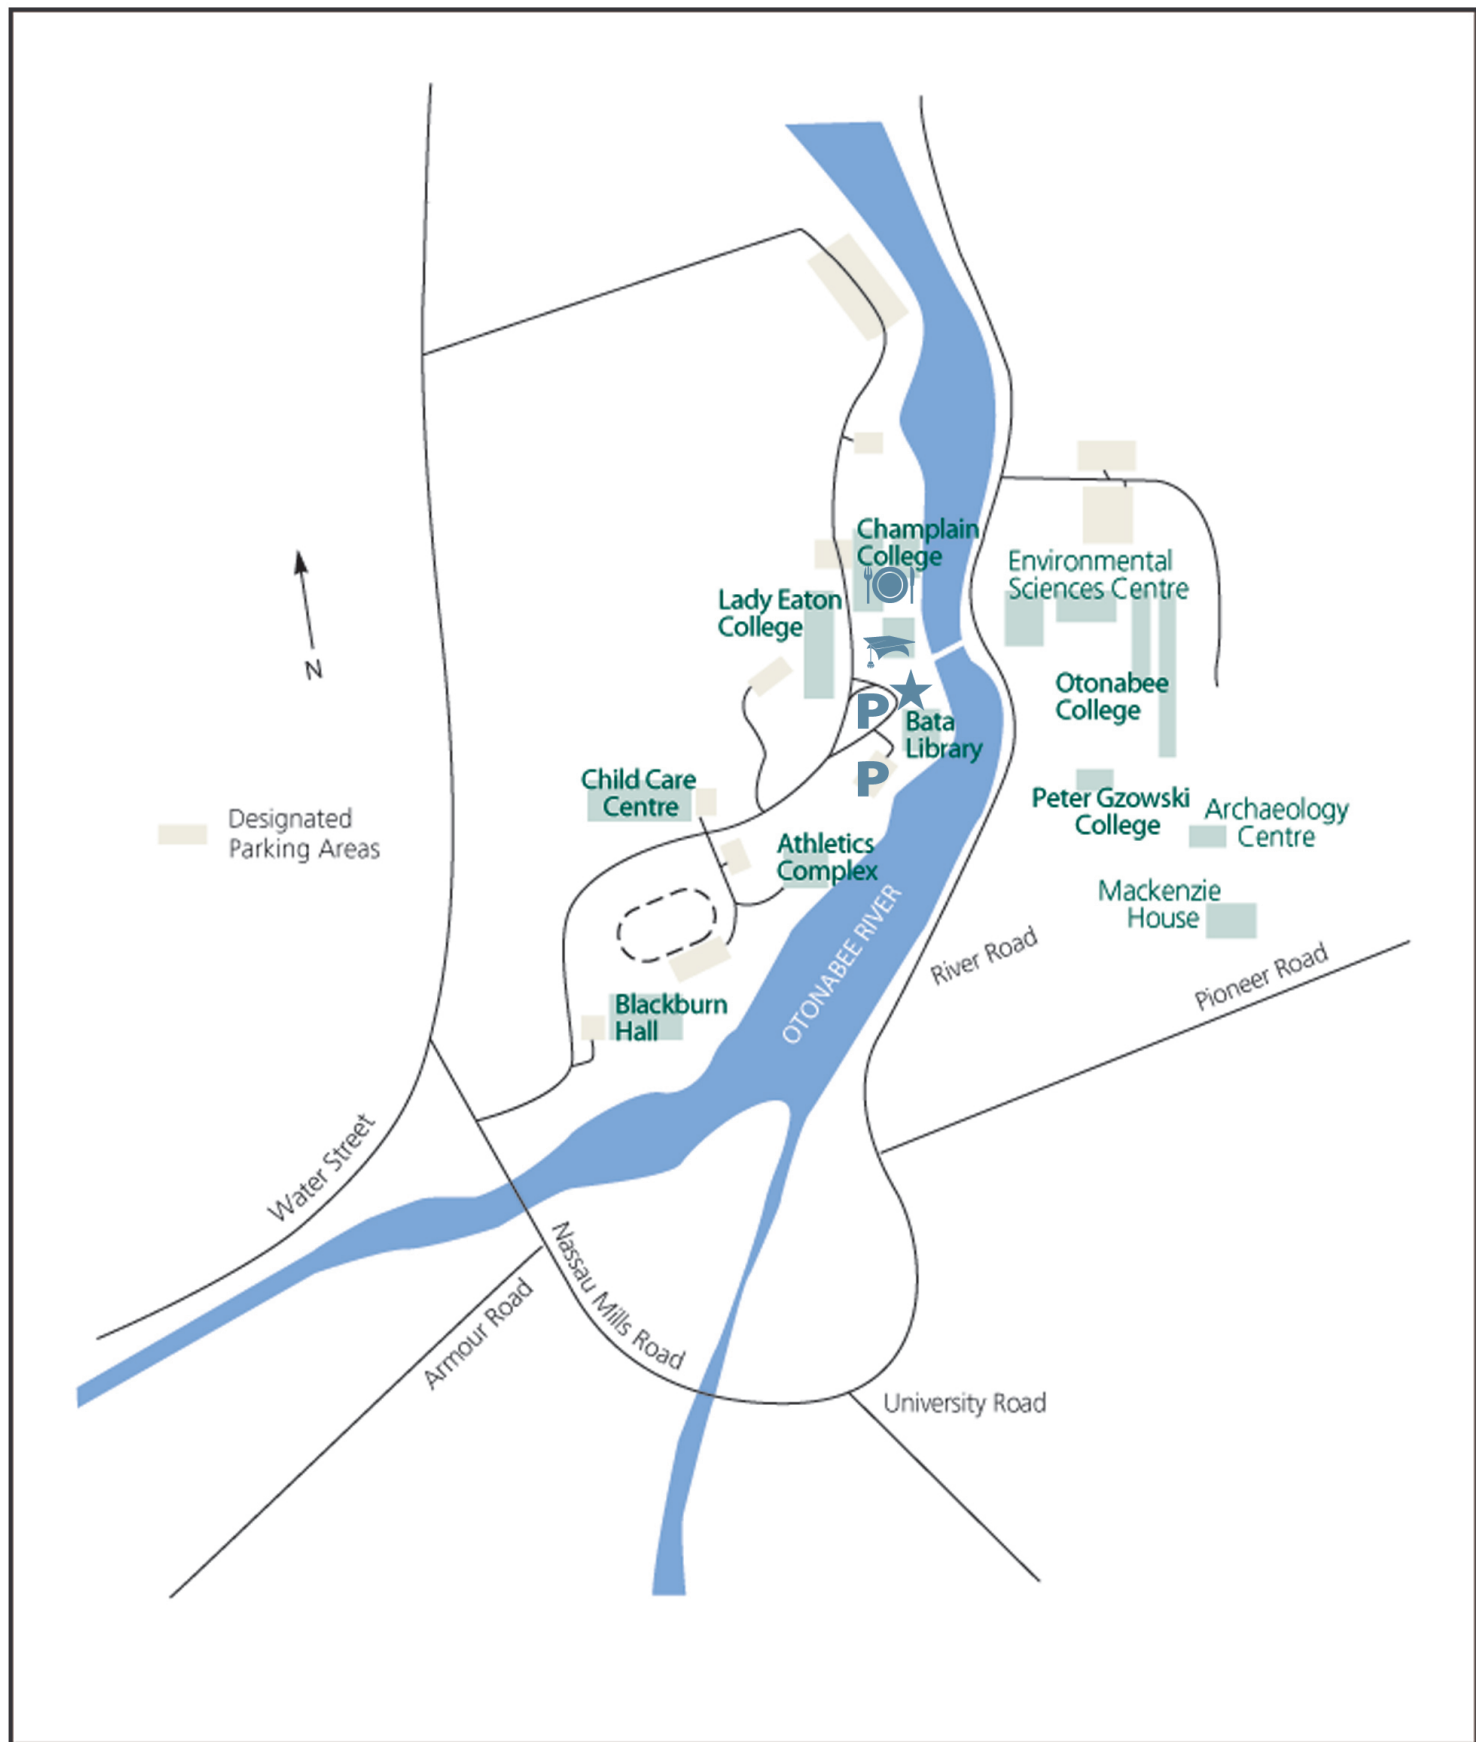 Champlain
College
Environmental
Sciences Centre
Lady Eaton
College
N
Otonabee
College
P
Bata
Library
P
Child Care
Centre
Peter Gzowski
College
Archaeology
Centre
Designated
Parking Areas
Athletics
Complex
Mackenzie
House
OTONABEE RIVER
River Road
Pioneer Road
Blackburn
Hall
Water Street
Nassau Mills Road
Armour Road
University Road